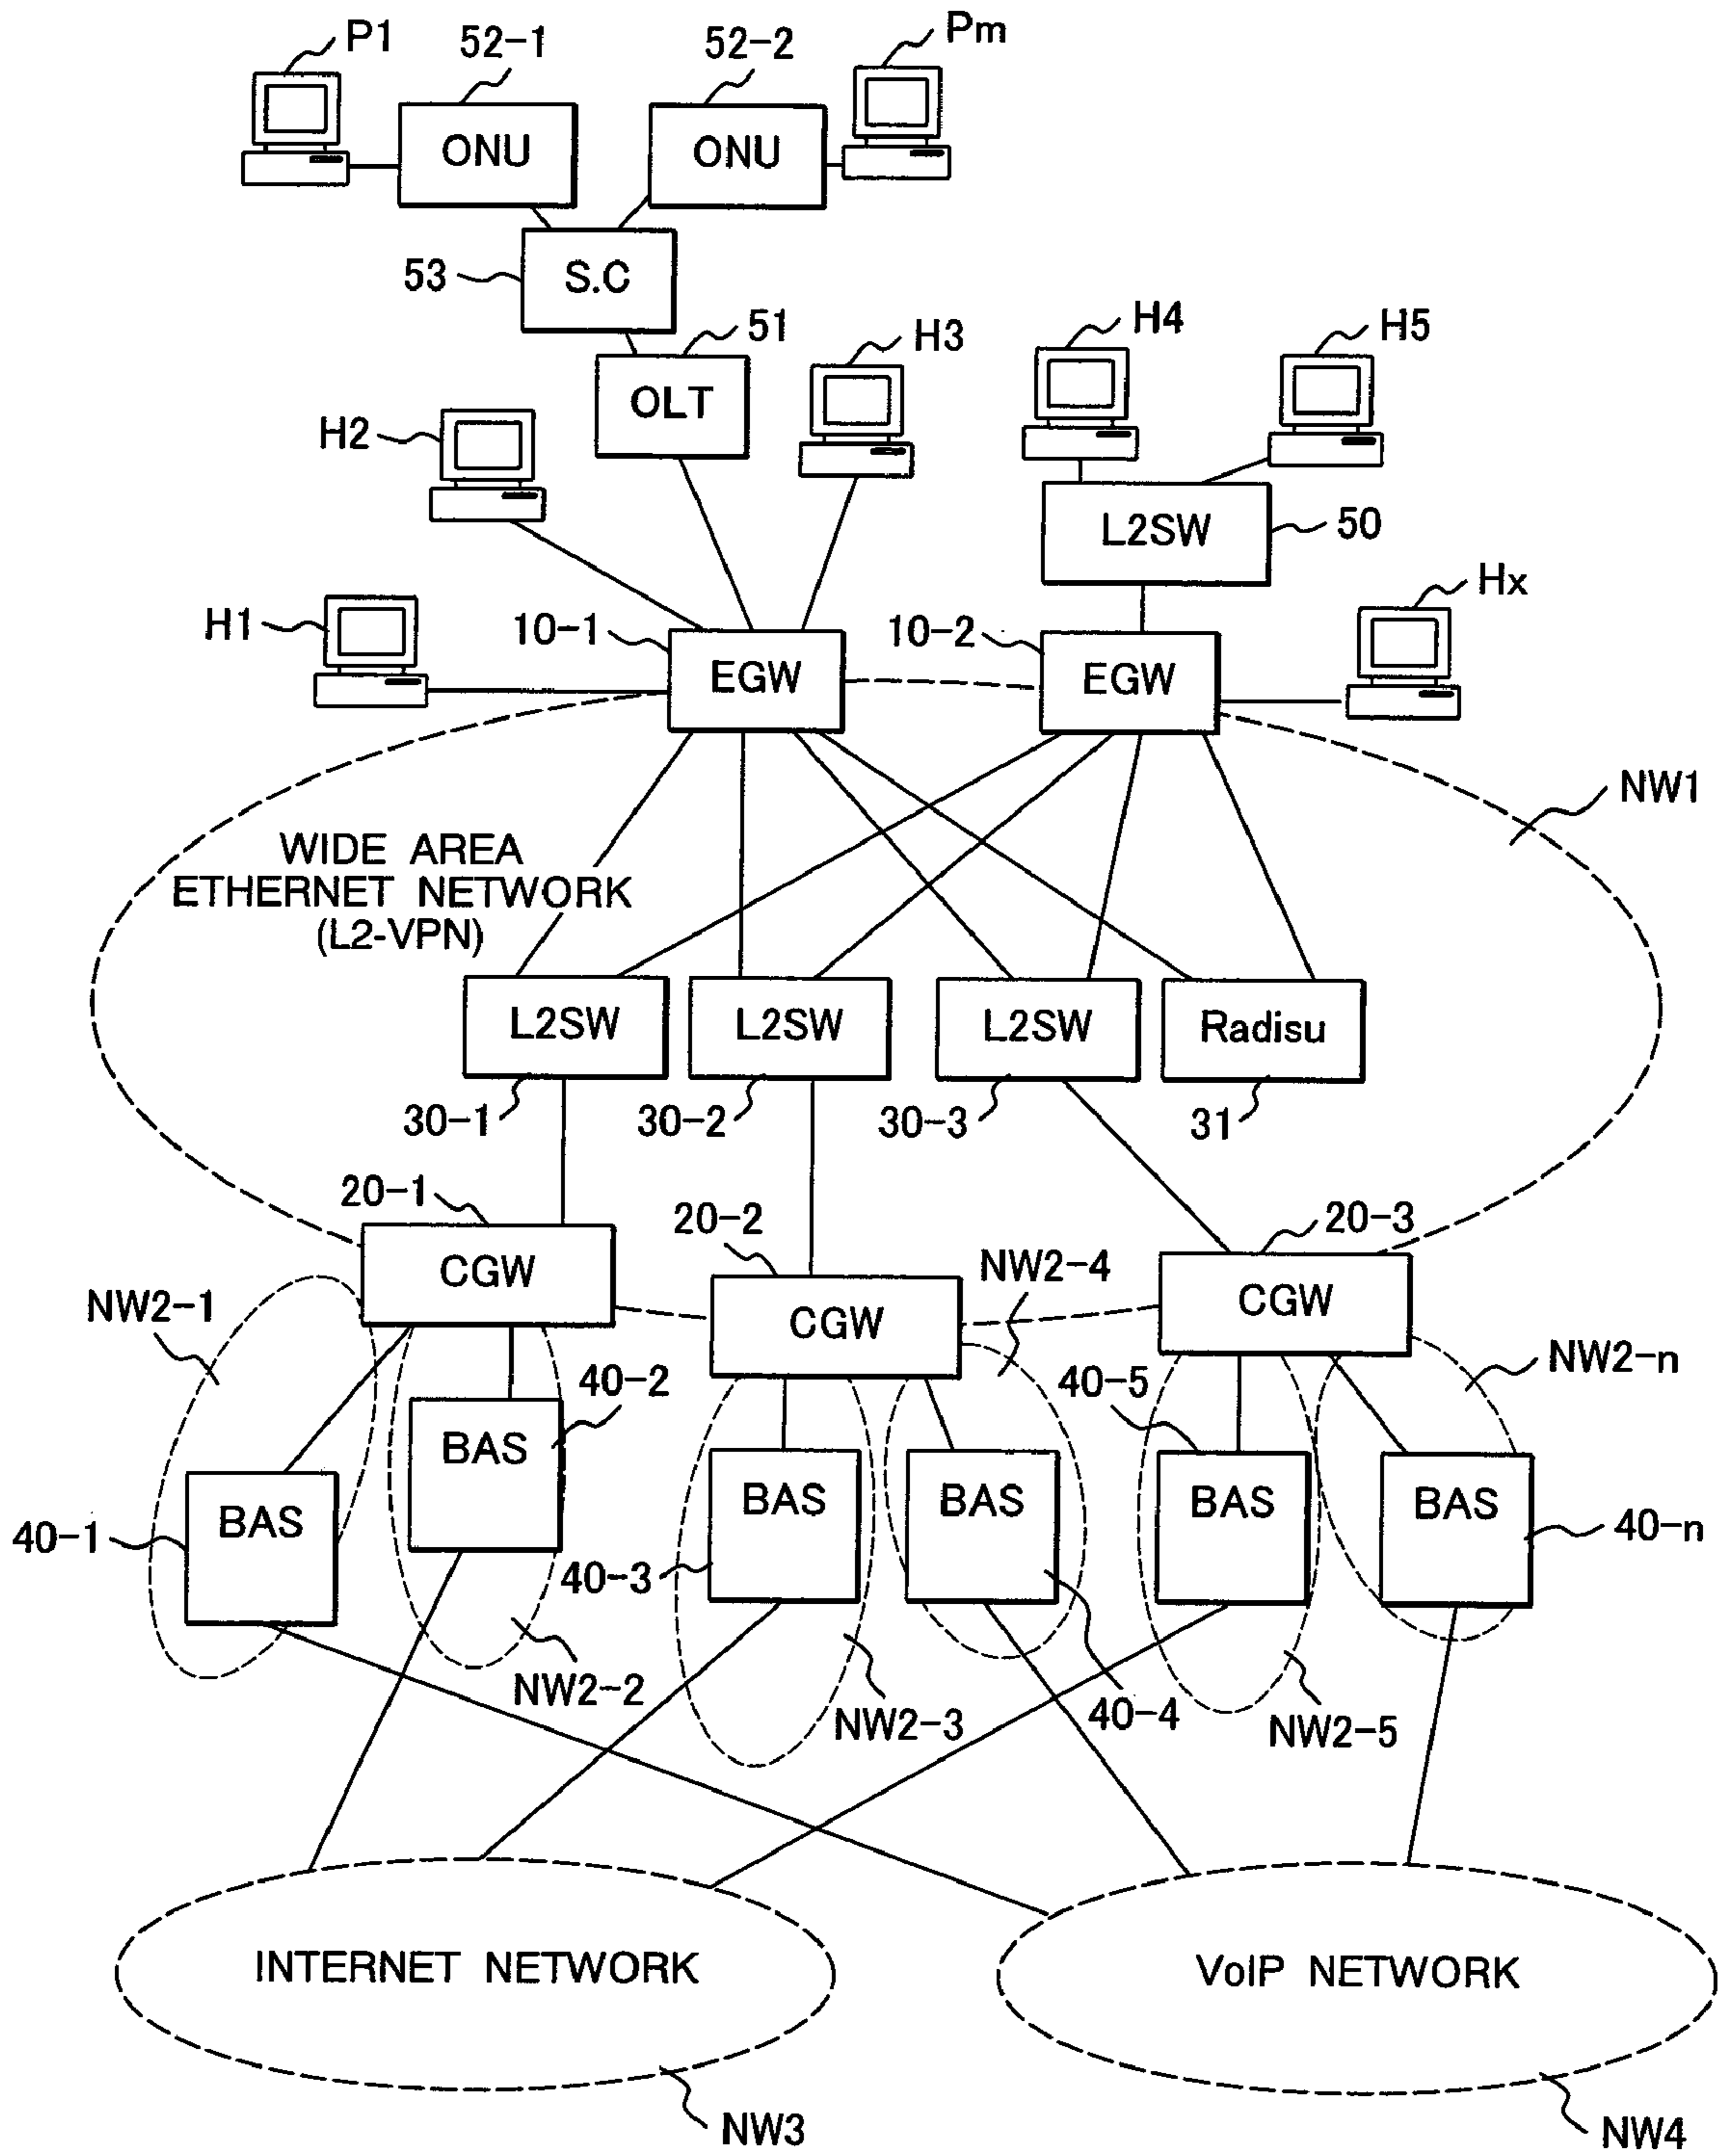 P1
52-1
52-2
Pm
ONU
ONU
53
S.C
51
H3
H4
H5
OLT
H2
L2SW
50
H1
10-1
10-2
Hx
EGW
EGW
NW1
WIDE AREA
ETHERNET NETWORK
(L2-VPN)
L2SW
L2SW
L2SW
Radisu
30-1
30-2
30-3
31
20-1
20-2
20-3
CGW
NW2-4
CGW
CGW
NW2-1
NW2-n
40-2
40-5
BAS
BAS
BAS
BAS
BAS
BAS
40-1
40-3
40-n
NW2-2
NW2-3
40-4
NW2-5
INTERNET NETWORK
VoIP NETWORK
NW3
NW4